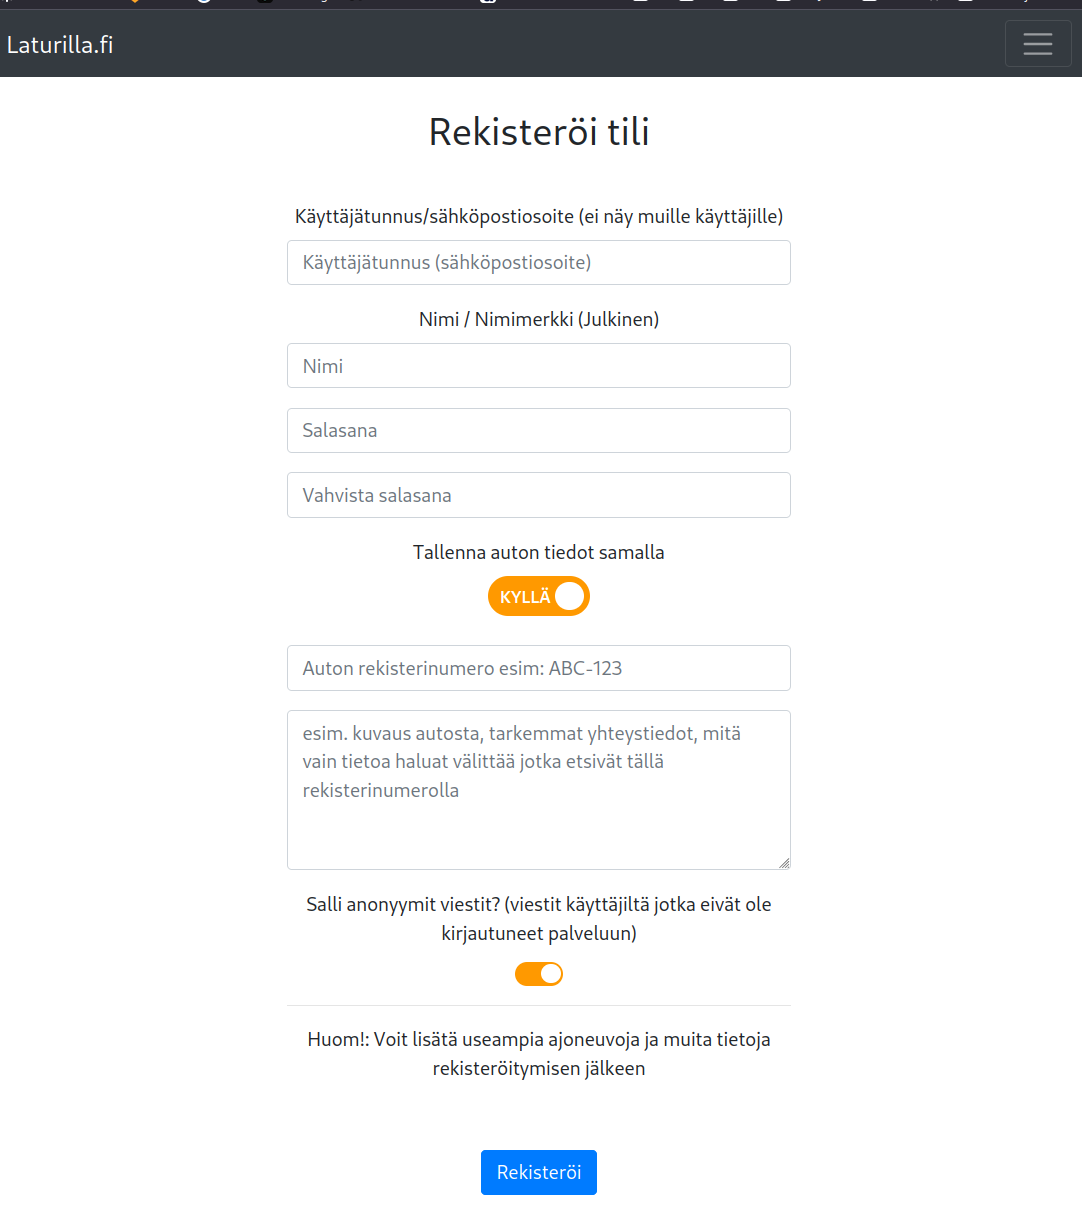 Laturilla.fi
Rekisteröi tili
Käyttäjätunnus/sähköpostiosoite (ei näy muille käyttäjille)
Käyttäjätunnus (sähköpostiosoite)
Nimi / Nimimerkki (Julkinen)
Nimi
Salasana
Vahvista salasana
Tallenna auton tiedot samalla
KYLLÄ
Auton rekisterinumero esim: ABC-123
esim. kuvaus autosta, tarkemmat yhteystiedot, mitä
vain tietoa haluat välittää jotka etsivät tällä
rekisterinumerolla
Salli anonyymit viestit? (viestit käyttäjiltä jotka eivät ole
kirjautuneet palveluun)
Huom!: Voit lisätä useampia ajoneuvoja ja muita tietoja
rekisteröitymisen jälkeen
Rekisteröi